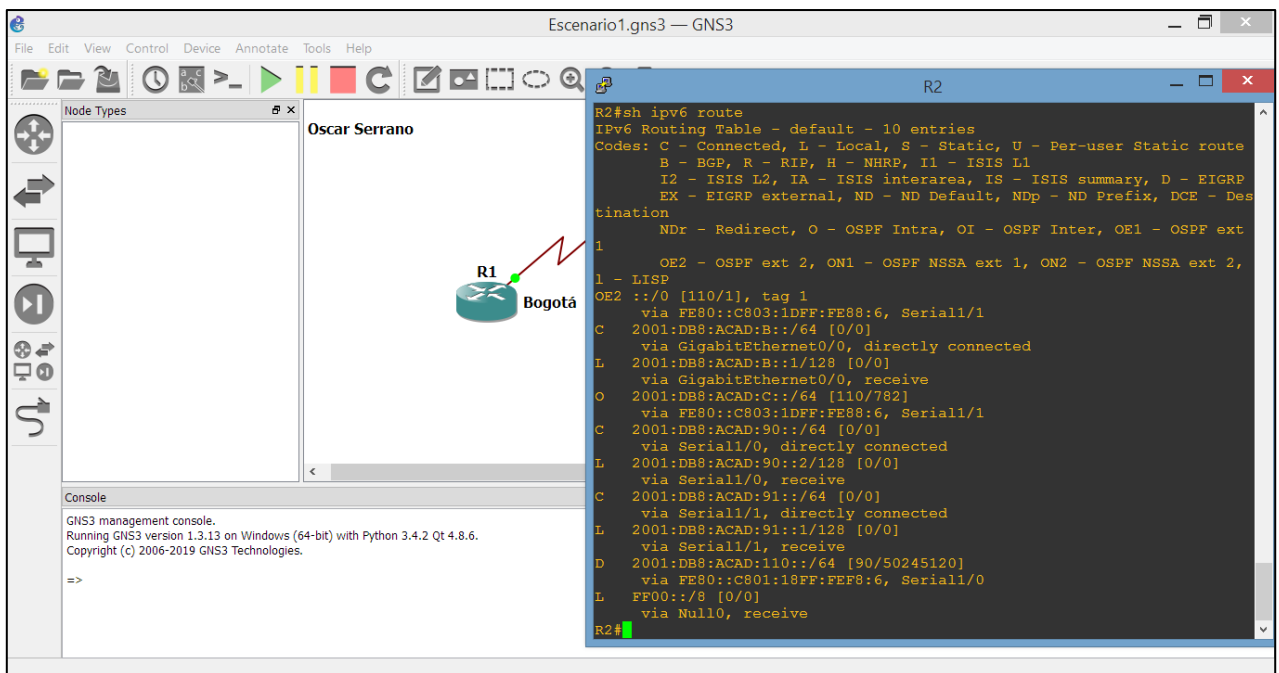 Escenario1.gns3 — GNS3
File Edit View Control Device Annotate Tools Help
Node Types
Oscar Serrano
R1
Bogotá
Console
GNS3 management console.
Running GNS3 version 1.3.13 on Windows (64-bit) with Python 3.4.2 Qt 4.8.6.
Copyright (c) 2006-2019 GNS3 Technologies.
=>
R2
R2#sh ipv6 route
IPv6 Routing Table - default - 10 entries
Codes: C - Connected, L - Local, S - Static, U - Per-user Static route
B - BGP, R - RIP, H - NHRP, I1 - ISIS L1
I2 - ISIS L2, IA - ISIS interarea, IS - ISIS summary, D - EIGRP
EX - EIGRP external, ND - ND Default, NDp - ND Prefix, DCE - Des
tination
NDr - Redirect, O - OSPF Intra, OI - OSPF Inter, OE1 - OSPF ext
1
OE2 - OSPF ext 2, ON1 - OSPF NSSA ext 1, ON2 - OSPF NSSA ext 2,
l - LISP
OE2 ::/0 [110/1], tag 1
via FE80::C803:1DFF:FE88:6, Serial1/1
C 2001:DB8:ACAD:B::/64 [0/0]
via GigabitEthernet0/0, directly connected
L 2001:DB8:ACAD:B::1/128 [0/0]
via GigabitEthernet0/0, receive
O 2001:DB8:ACAD:C::/64 [110/782]
via FE80::C803:1DFF:FE88:6, Serial1/1
C 2001:DB8:ACAD:90::/64 [0/0]
via Serial1/0, directly connected
L 2001:DB8:ACAD:90::2/128 [0/0]
via Serial1/0, receive
C 2001:DB8:ACAD:91::/64 [0/0]
via Serial1/1, directly connected
L 2001:DB8:ACAD:91::1/128 [0/0]
via Serial1/1, receive
D 2001:DB8:ACAD:110::/64 [90/50245120]
via FE80::C801:18FF:FEF8:6, Serial1/0
L FF00::/8 [0/0]
via Null0, receive
R2#